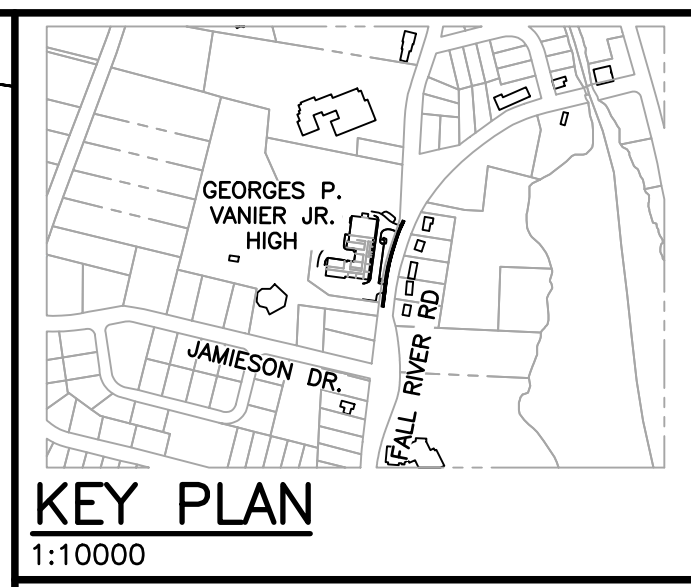 GEORGES P.
VANIER JR.
HIGH
JAMIESON DR.
FALL RIVER RD
KEY PLAN
1:10000